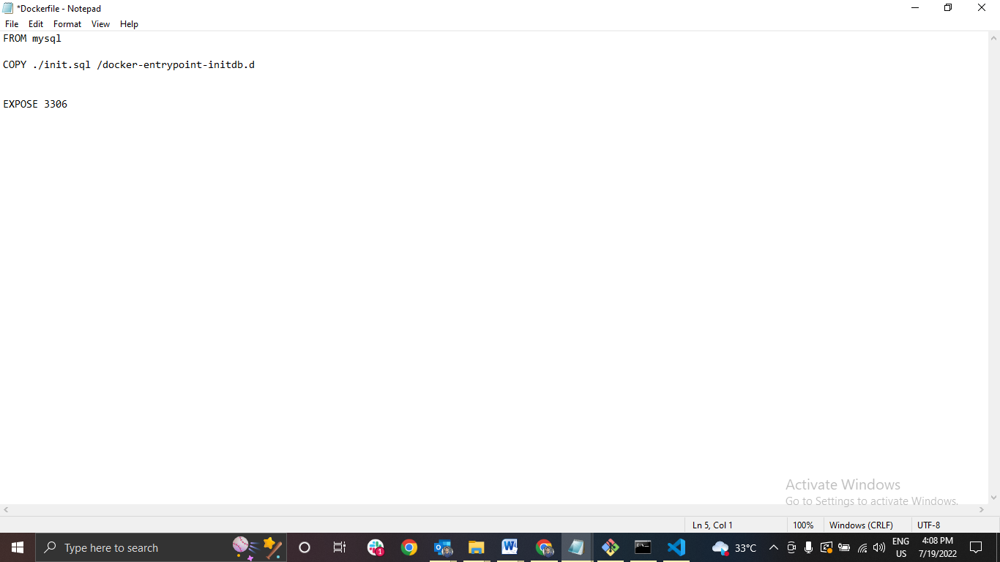 *Dockerfile - Notepad
File Edit Format View Help
FROM mysql
COPY ./init.sql /docker-entrypoint-initdb.d
EXPOSE 3306
Activate Windows
Go to Settings to activate Windows.
Ln 5, Col 1 100% Windows (CRLF) UTF-8
Type here to search
1
33°C
ENG
US
4:08 PM
7/19/2022